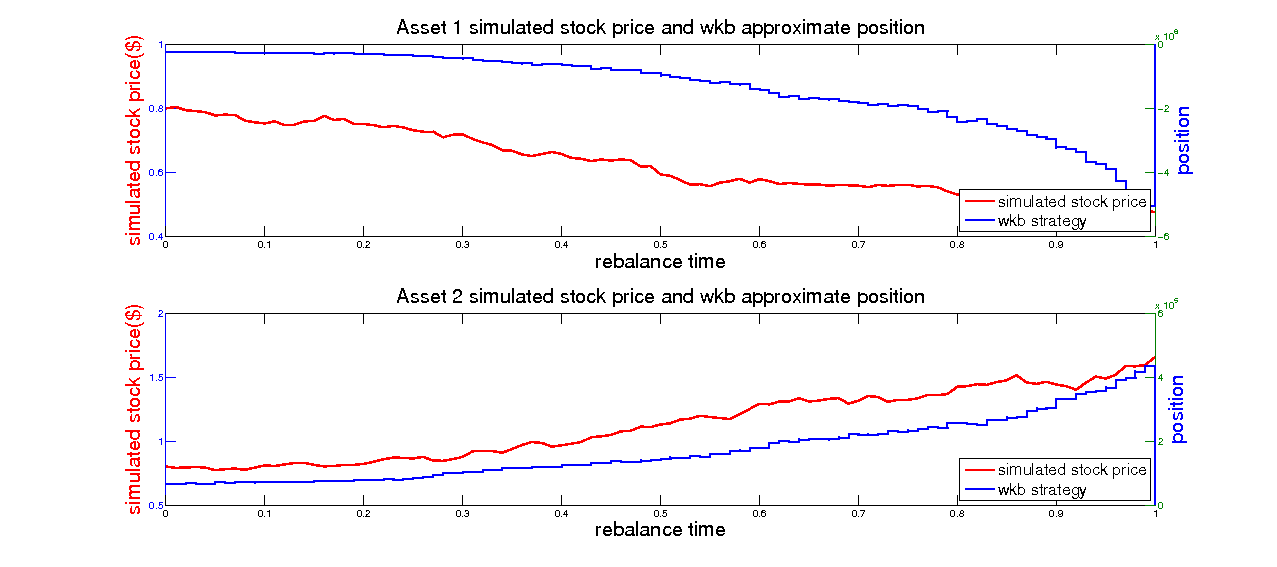 Asset 1 simulated stock price and wkb approximate position
simulated stock price($)
1
0.8
0.6
0.4
0 0.1 0.2 0.3 0.4 0.5 0.6 0.7 0.8 0.9 1
rebalance time
0
-2
-4
-6
position
simulated stock price
wkb strategy
Asset 2 simulated stock price and wkb approximate position
simulated stock price($)
2
1.5
1
0.5
0 0.1 0.2 0.3 0.4 0.5 0.6 0.7 0.8 0.9 1
rebalance time
6
4
2
0
position
simulated stock price
wkb strategy